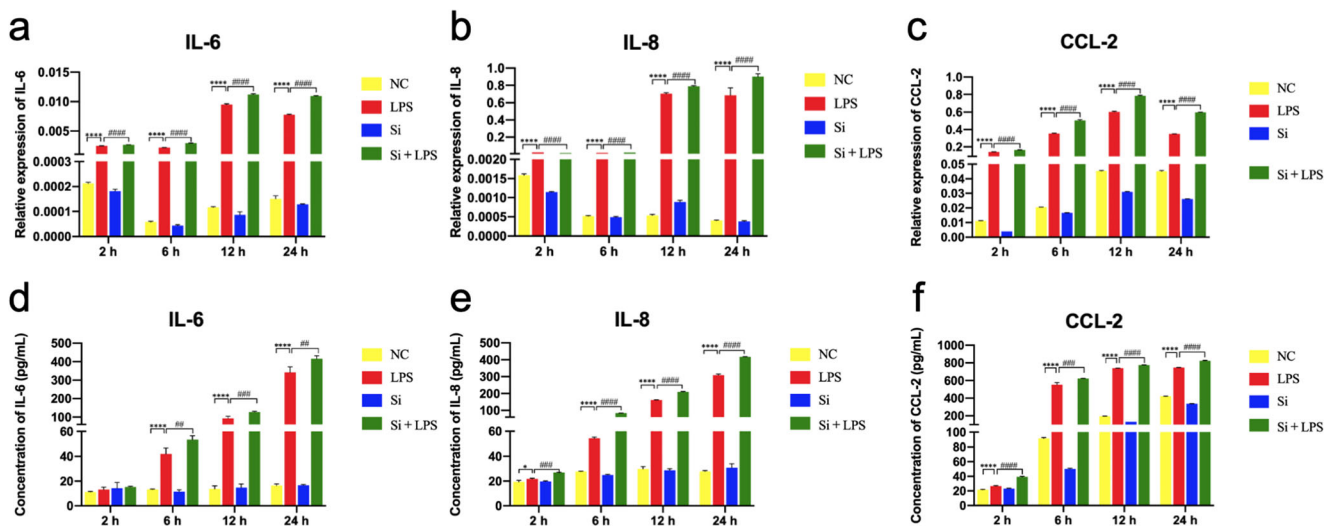 a
IL-6
Relative expression of IL-6
0.015
0.010
0.005
0.0003
0.0002
0.0001
0.0000
**** ####
**** ####
**** ####
**** ####
2 h 6 h 12 h 24 h
NC
LPS
Si
Si + LPS
b
IL-8
Relative expression of IL-8
1.0
0.8
0.6
0.4
0.2
0.0020
0.0015
0.0010
0.0005
0.0000
**** ####
**** ####
**** ####
**** ####
2 h 6 h 12 h 24 h
NC
LPS
Si
Si + LPS
c
CCL-2
Relative expression of CCL-2
1.0
0.8
0.6
0.4
0.2
0.05
0.04
0.03
0.02
0.01
0.00
**** ####
**** ####
**** ####
**** ####
2 h 6 h 12 h 24 h
NC
LPS
Si
Si + LPS
d
IL-6
Concentration of IL-6 (pg/mL)
500
400
300
200
100
60
40
20
0
**** ##
**** ###
**** ##
2 h 6 h 12 h 24 h
NC
LPS
Si
Si + LPS
e
IL-8
Concentration of IL-8 (pg/mL)
500
400
300
200
100
60
40
20
0
* ###
**** ####
**** ####
**** ####
2 h 6 h 12 h 24 h
NC
LPS
Si
Si + LPS
f
CCL-2
Concentration of CCL-2 (pg/mL)
1000
800
600
400
200
100
80
60
40
20
0
**** ####
**** ###
**** ####
**** ####
2 h 6 h 12 h 24 h
NC
LPS
Si
Si + LPS